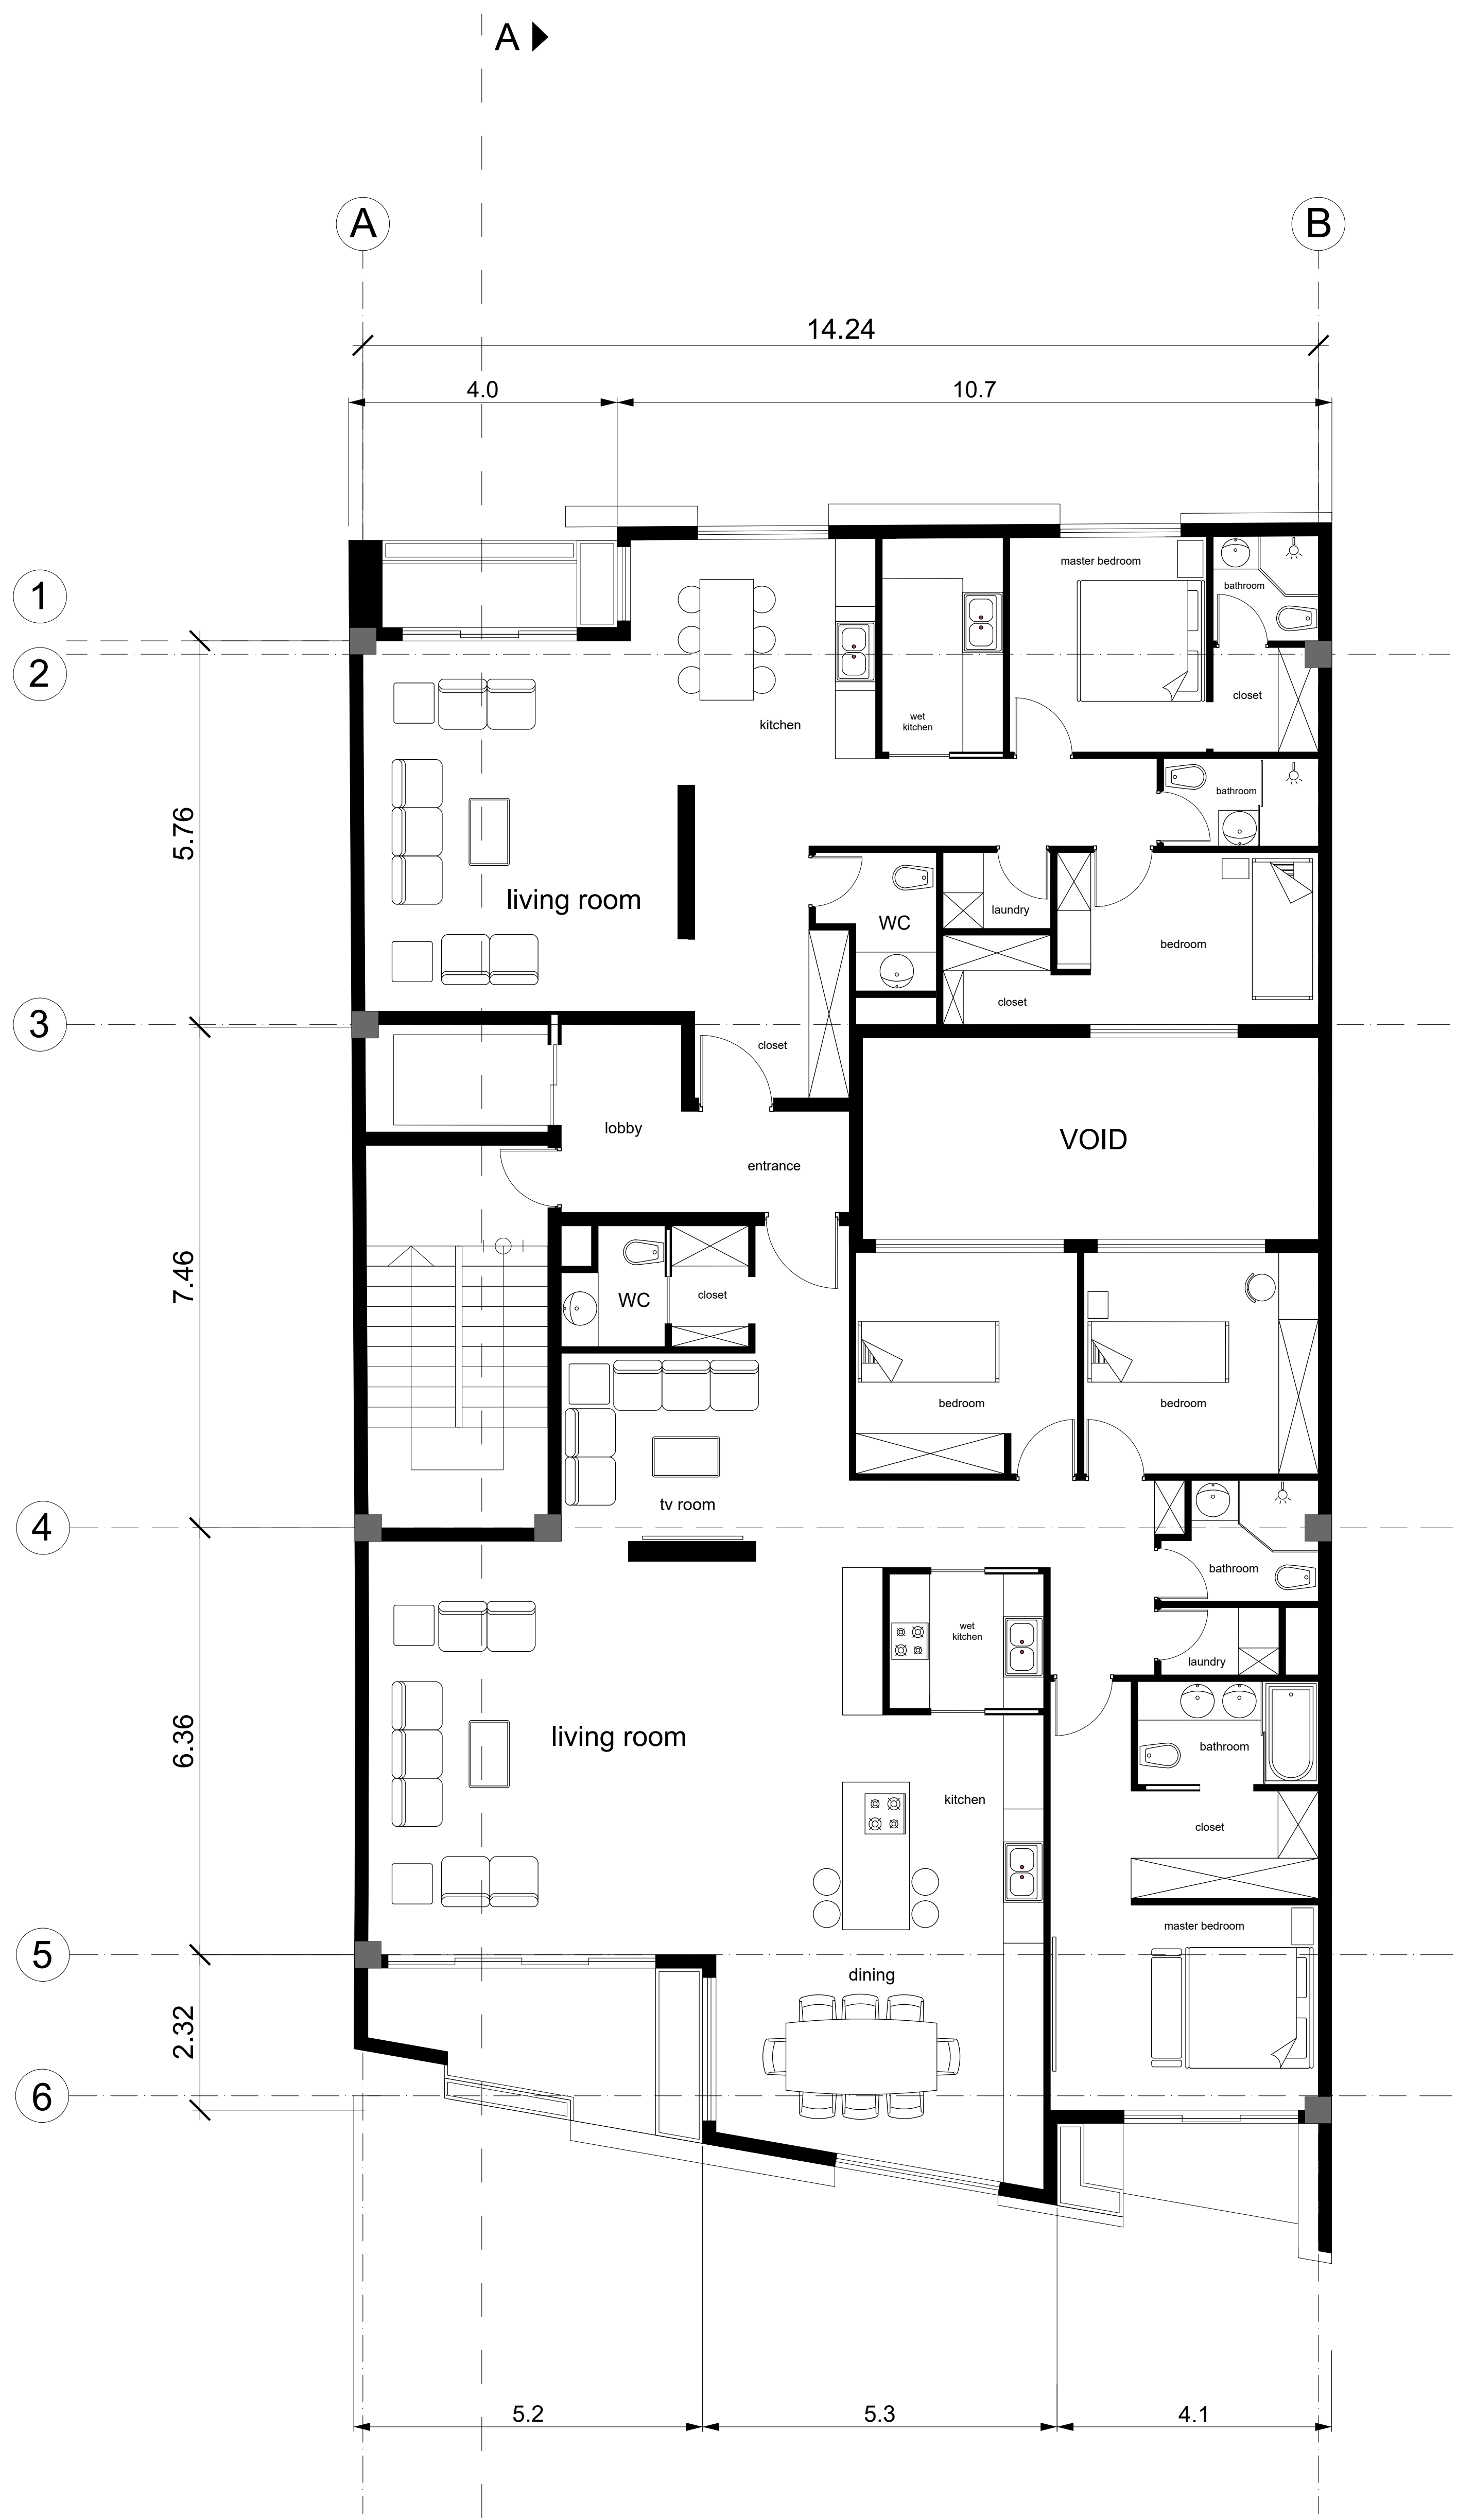 A
A
B
14.24
4.0
10.7
master bedroom
bathroom
1
2
closet
wet
kitchen
kitchen
bathroom
5.76
living room
WC
laundry
bedroom
closet
3
closet
lobby
VOID
entrance
7.46
WC
closet
bedroom
bedroom
tv room
4
bathroom
wet
kitchen
laundry
6.36
living room
bathroom
kitchen
closet
master bedroom
5
dining
2.32
6
5.2
5.3
4.1